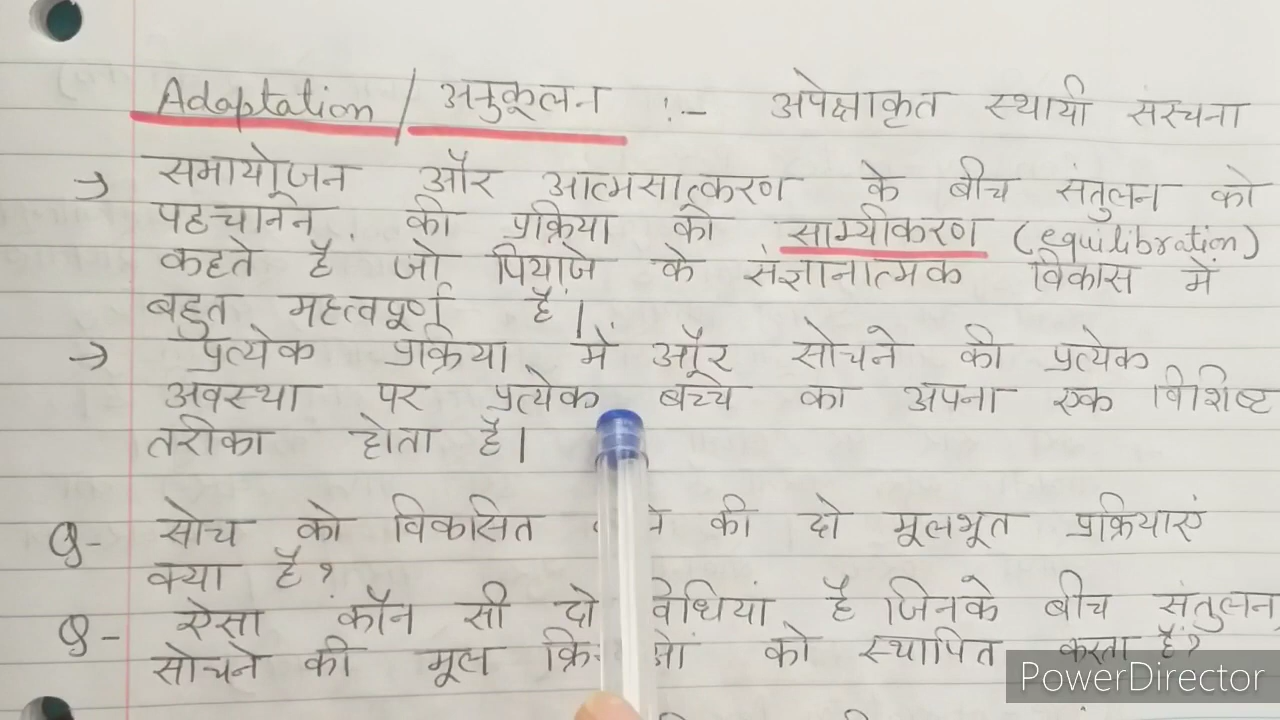 Adaptation / अनुकूलन :- अपेक्षाकृत स्थायी संरचना
→ समायोजन और आत्मसात्करण के बीच संतुलन को
पहचानने की प्रक्रिया को साम्यीकरण (equilibration)
कहते है जो पियाजे के संज्ञानात्मक विकास में
बहुत महत्वपूर्ण है।
→ प्रत्येक प्रक्रिया में और सोचने की प्रत्येक
अवस्था पर प्रत्येक बच्चे का अपना एक विशिष्ट
तरीका होता है।
Q- सोच को विकसित की दो मूलभूत प्रक्रियाएं
क्या है?
Q- ऐसा कौन सी दो विधियां है जिनके बीच संतुलन,
सोचने की मूल को स्थापित करता है?
PowerDirector